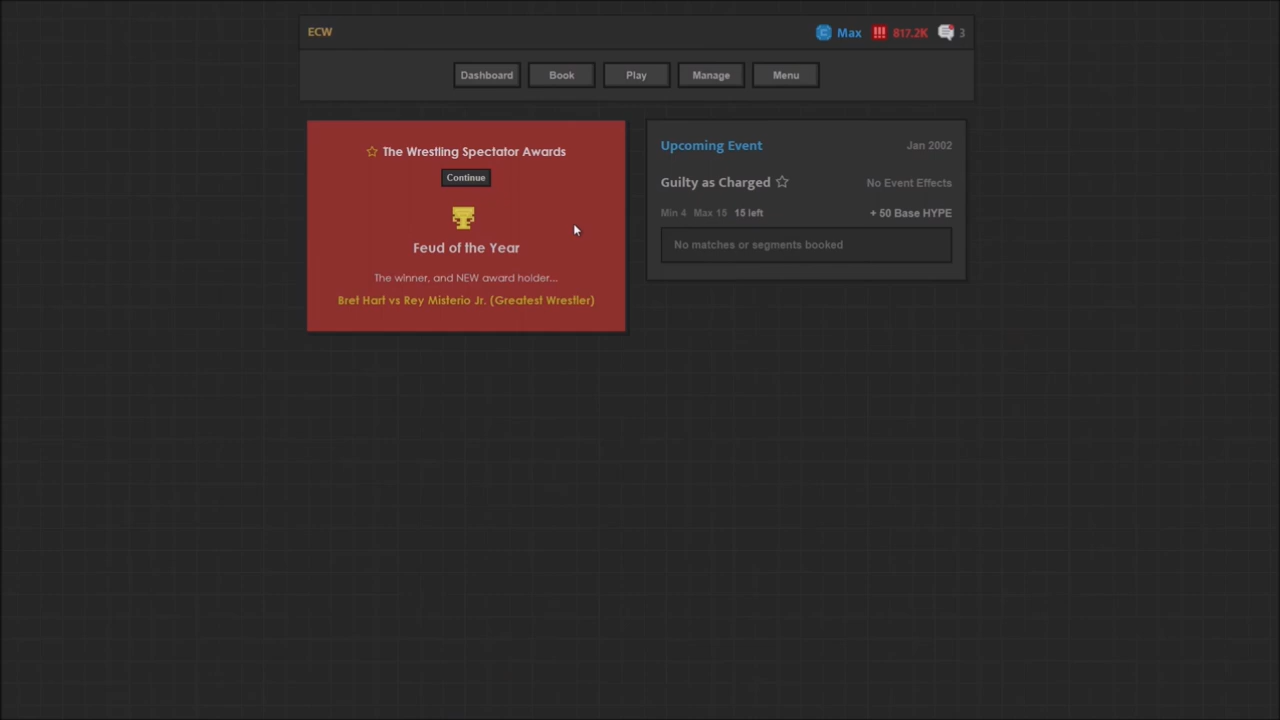 ECW
Max 817.2K 3
Dashboard Book Play Manage Menu
The Wrestling Spectator Awards
Continue
Feud of the Year
The winner, and NEW award holder...
Bret Hart vs Rey Misterio Jr. (Greatest Wrestler)
Upcoming Event Jan 2002
Guilty as Charged No Event Effects
Min 4 Max 15 15 left + 50 Base HYPE
No matches or segments booked